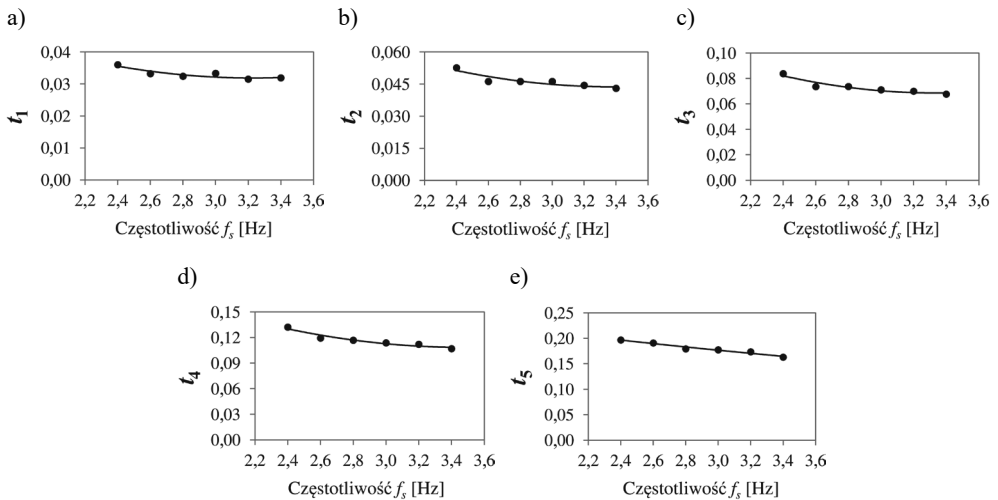 a)
0,04
0,03
0,02
0,01
0,00
t₁
2,2 2,4 2,6 2,8 3,0 3,2 3,4 3,6
Częstotliwość fₛ [Hz]
b)
0,060
0,045
0,030
0,015
0,000
t₂
2,2 2,4 2,6 2,8 3,0 3,2 3,4 3,6
Częstotliwość fₛ [Hz]
c)
0,10
0,08
0,06
0,04
0,02
0,00
t₃
2,2 2,4 2,6 2,8 3,0 3,2 3,4 3,6
Częstotliwość fₛ [Hz]
d)
0,15
0,12
0,09
0,06
0,03
0,00
t₄
2,2 2,4 2,6 2,8 3,0 3,2 3,4 3,6
Częstotliwość fₛ [Hz]
e)
0,25
0,20
0,15
0,10
0,05
0,00
t₅
2,2 2,4 2,6 2,8 3,0 3,2 3,4 3,6
Częstotliwość fₛ [Hz]